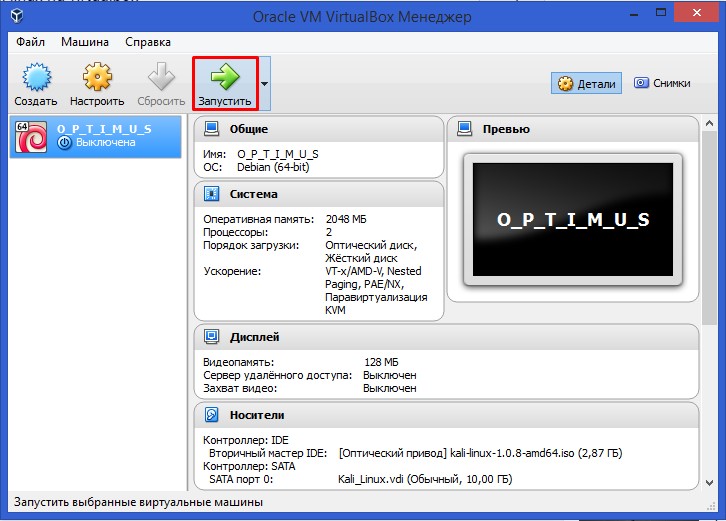 Oracle VM VirtualBox Менеджер
Файл Машина Справка
Создать Настроить Сбросить Запустить Детали Снимки
64 O_P_T_I_M_U_S
Выключена
Общие
Имя: O_P_T_I_M_U_S
ОС: Debian (64-bit)
Система
Оперативная память: 2048 МБ
Процессоры: 2
Порядок загрузки: Оптический диск,
Жёсткий диск
Ускорение: VT-x/AMD-V, Nested
Paging, PAE/NX,
Паравиртуализация
KVM
Превью
O_P_T_I_M_U_S
Дисплей
Видеопамять: 128 МБ
Сервер удалённого доступа: Выключен
Захват видео: Выключен
Носители
Контроллер: IDE
Вторичный мастер IDE: [Оптический привод] kali-linux-1.0.8-amd64.iso (2,87 ГБ)
Контроллер: SATA
SATA порт 0: Kali_Linux.vdi (Обычный, 10,00 ГБ)
Запустить выбранные виртуальные машины